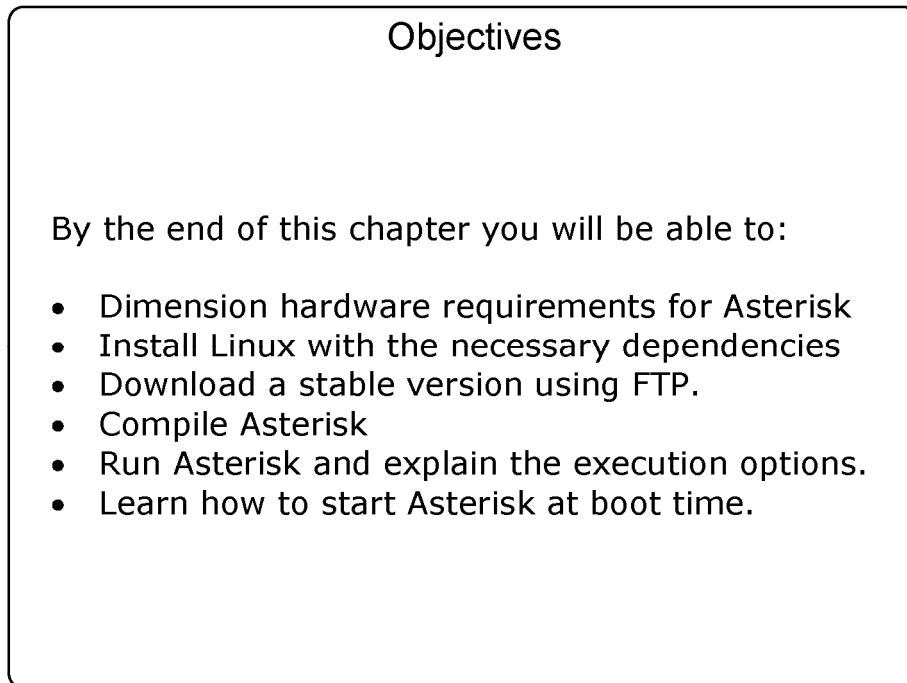 Objectives
By the end of this chapter you will be able to:
• Dimension hardware requirements for Asterisk
• Install Linux with the necessary dependencies
• Download a stable version using FTP.
• Compile Asterisk
• Run Asterisk and explain the execution options.
• Learn how to start Asterisk at boot time.